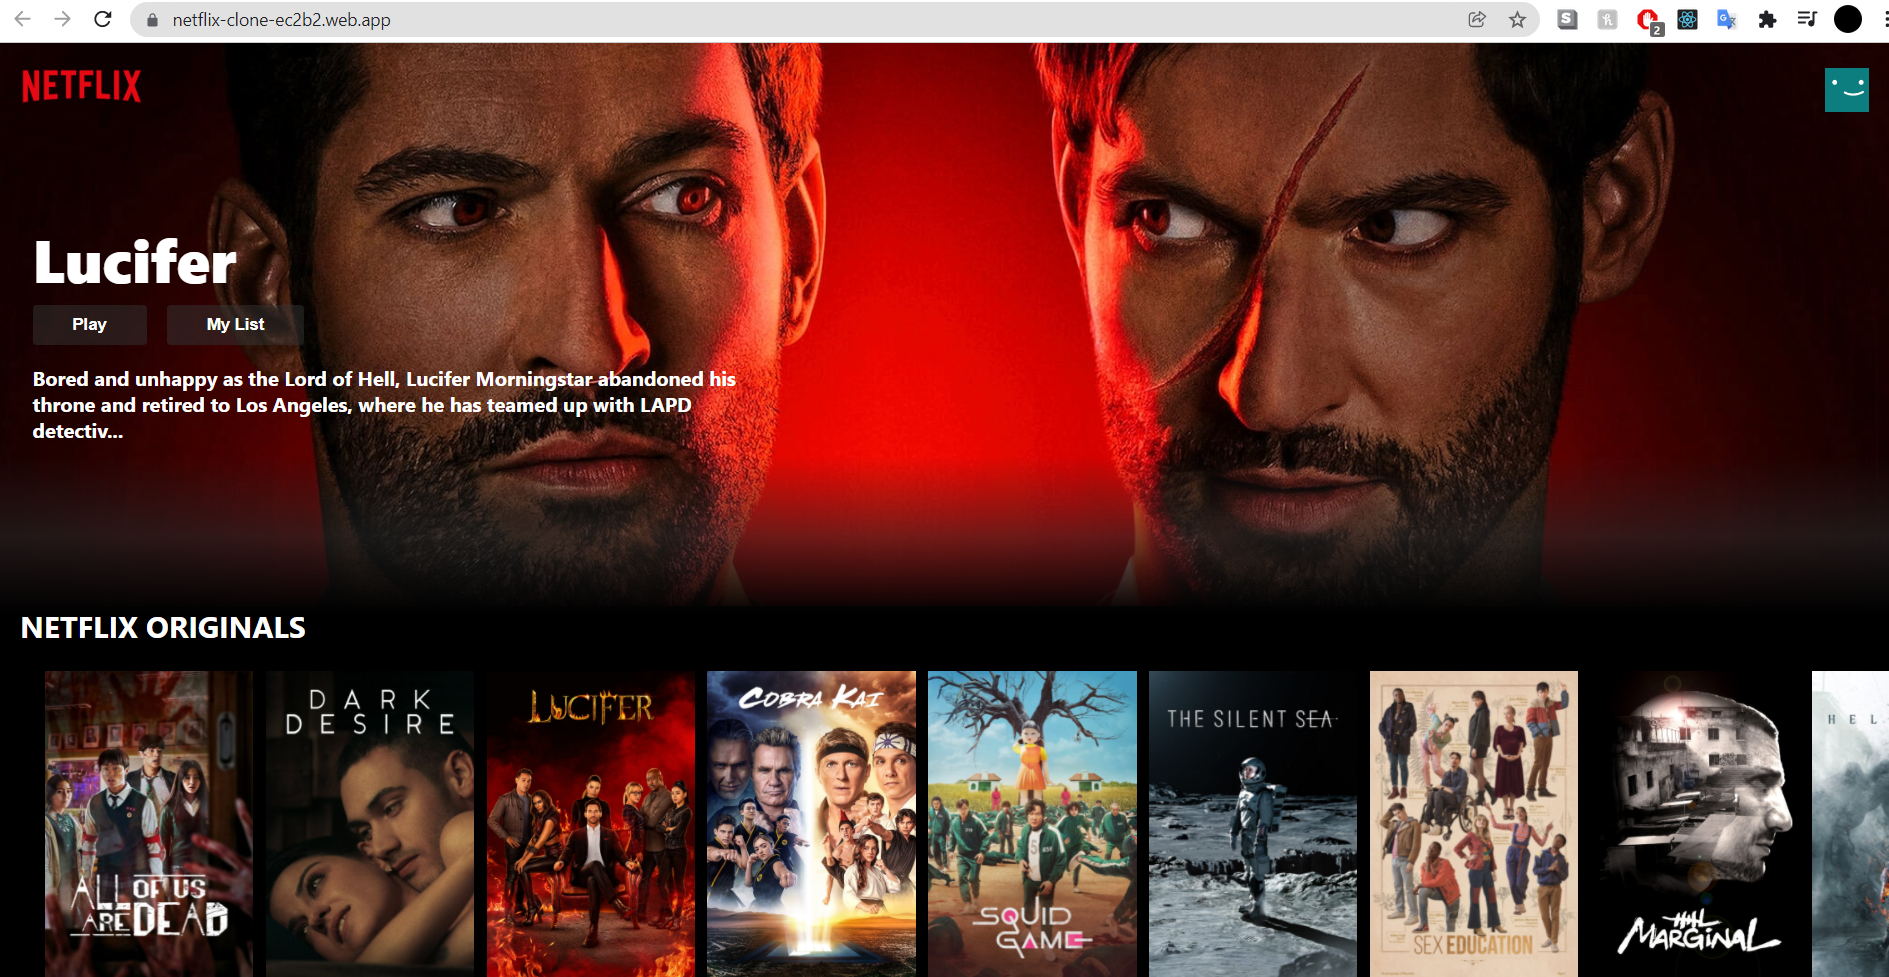 netflix-clone-ec2b2.web.app
S
h
2
G
NETFLIX
Lucifer
Play
My List
Bored and unhappy as the Lord of Hell, Lucifer Morningstar abandoned his
throne and retired to Los Angeles, where he has teamed up with LAPD
detectiv...
NETFLIX ORIGINALS
ALL OF US
ARE DEAD
DARK
DESIRE
LUCIFER
COBRA KAI
SQUID
GAME
THE SILENT SEA
SEX EDUCATION
MARGINAL
HEL